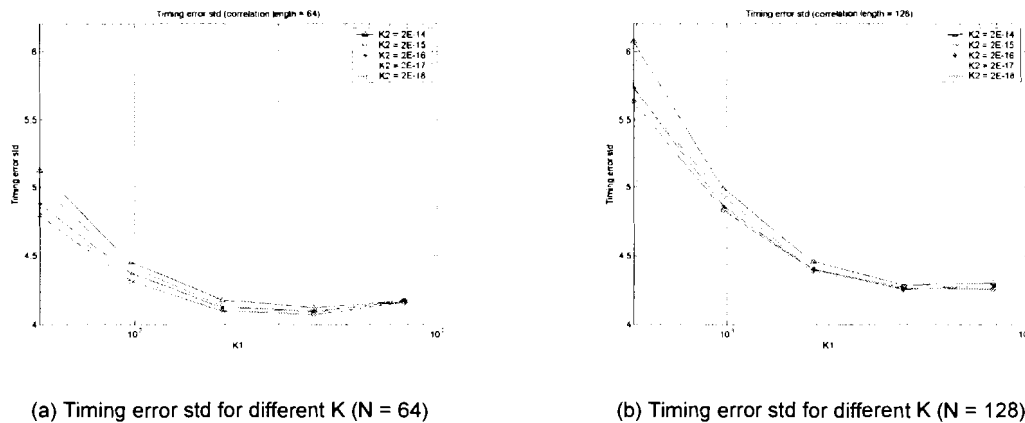 Timing error std (correlation length = 64)
6
5.5
5
4.5
4
Timing error std
K1
K2 = 2E-14
K2 = 2E-15
K2 = 2E-16
K2 = 2E-17
K2 = 2E-18
(a) Timing error std for different K (N = 64)
Timing error std (correlation length = 128)
6
5.5
5
4.5
4
Timing error std
K1
K2 = 2E-14
K2 = 2E-15
K2 = 2E-16
K2 = 2E-17
K2 = 2E-18
(b) Timing error std for different K (N = 128)